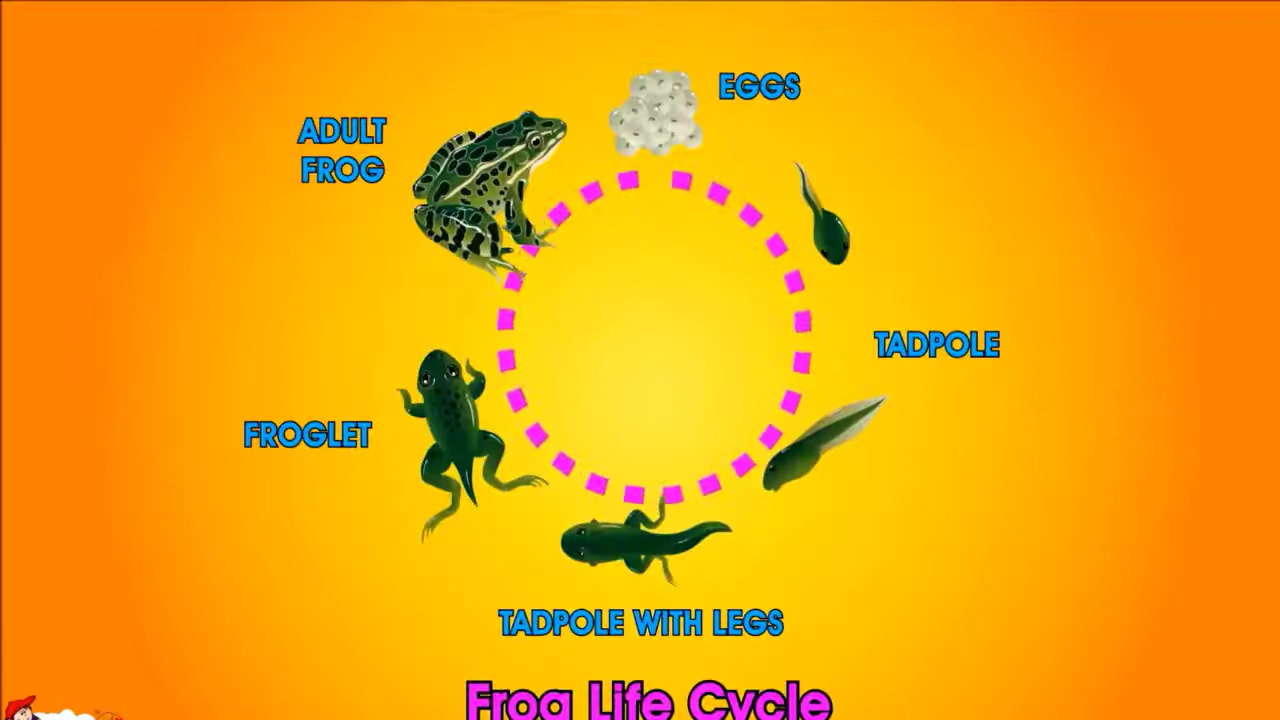 EGGS
ADULT
FROG
TADPOLE
FROGLET
TADPOLE WITH LEGS
Frog Life Cycle